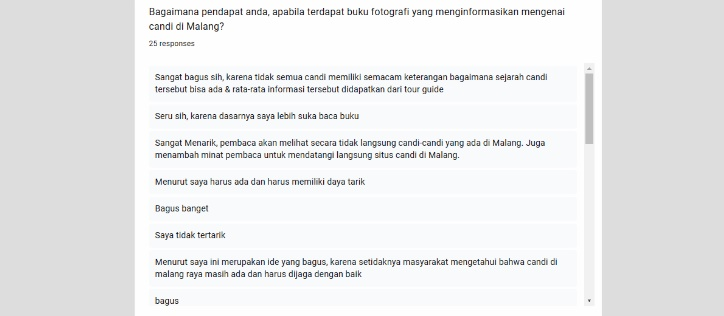 Bagaimana pendapat anda, apabila terdapat buku fotografi yang menginformasikan mengenai
candi di Malang?
25 responses
Sangat bagus sih, karena tidak semua candi memiliki semacam keterangan bagaimana sejarah candi
tersebut bisa ada & rata-rata informasi tersebut didapatkan dari tour guide
Seru sih, karena dasarnya saya lebih suka baca buku
Sangat Menarik, pembaca akan melihat secara tidak langsung candi-candi yang ada di Malang. Juga
menambah minat pembaca untuk mendatangi langsung situs candi di Malang.
Menurut saya harus ada dan harus memiliki daya tarik
Bagus banget
Saya tidak tertarik
Menurut saya ini merupakan ide yang bagus, karena setidaknya masyarakat mengetahui bahwa candi di
malang raya masih ada dan harus dijaga dengan baik
bagus